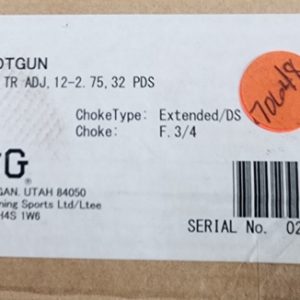 OTGUN
TR ADJ, 12-2.75, 32 PDS
ChokeType: Extended/DS
Choke: F.3/4
G®
GAN, UTAH 84050
ning Sports Ltd/Ltee
H4S 1W6
SERIAL No. 02